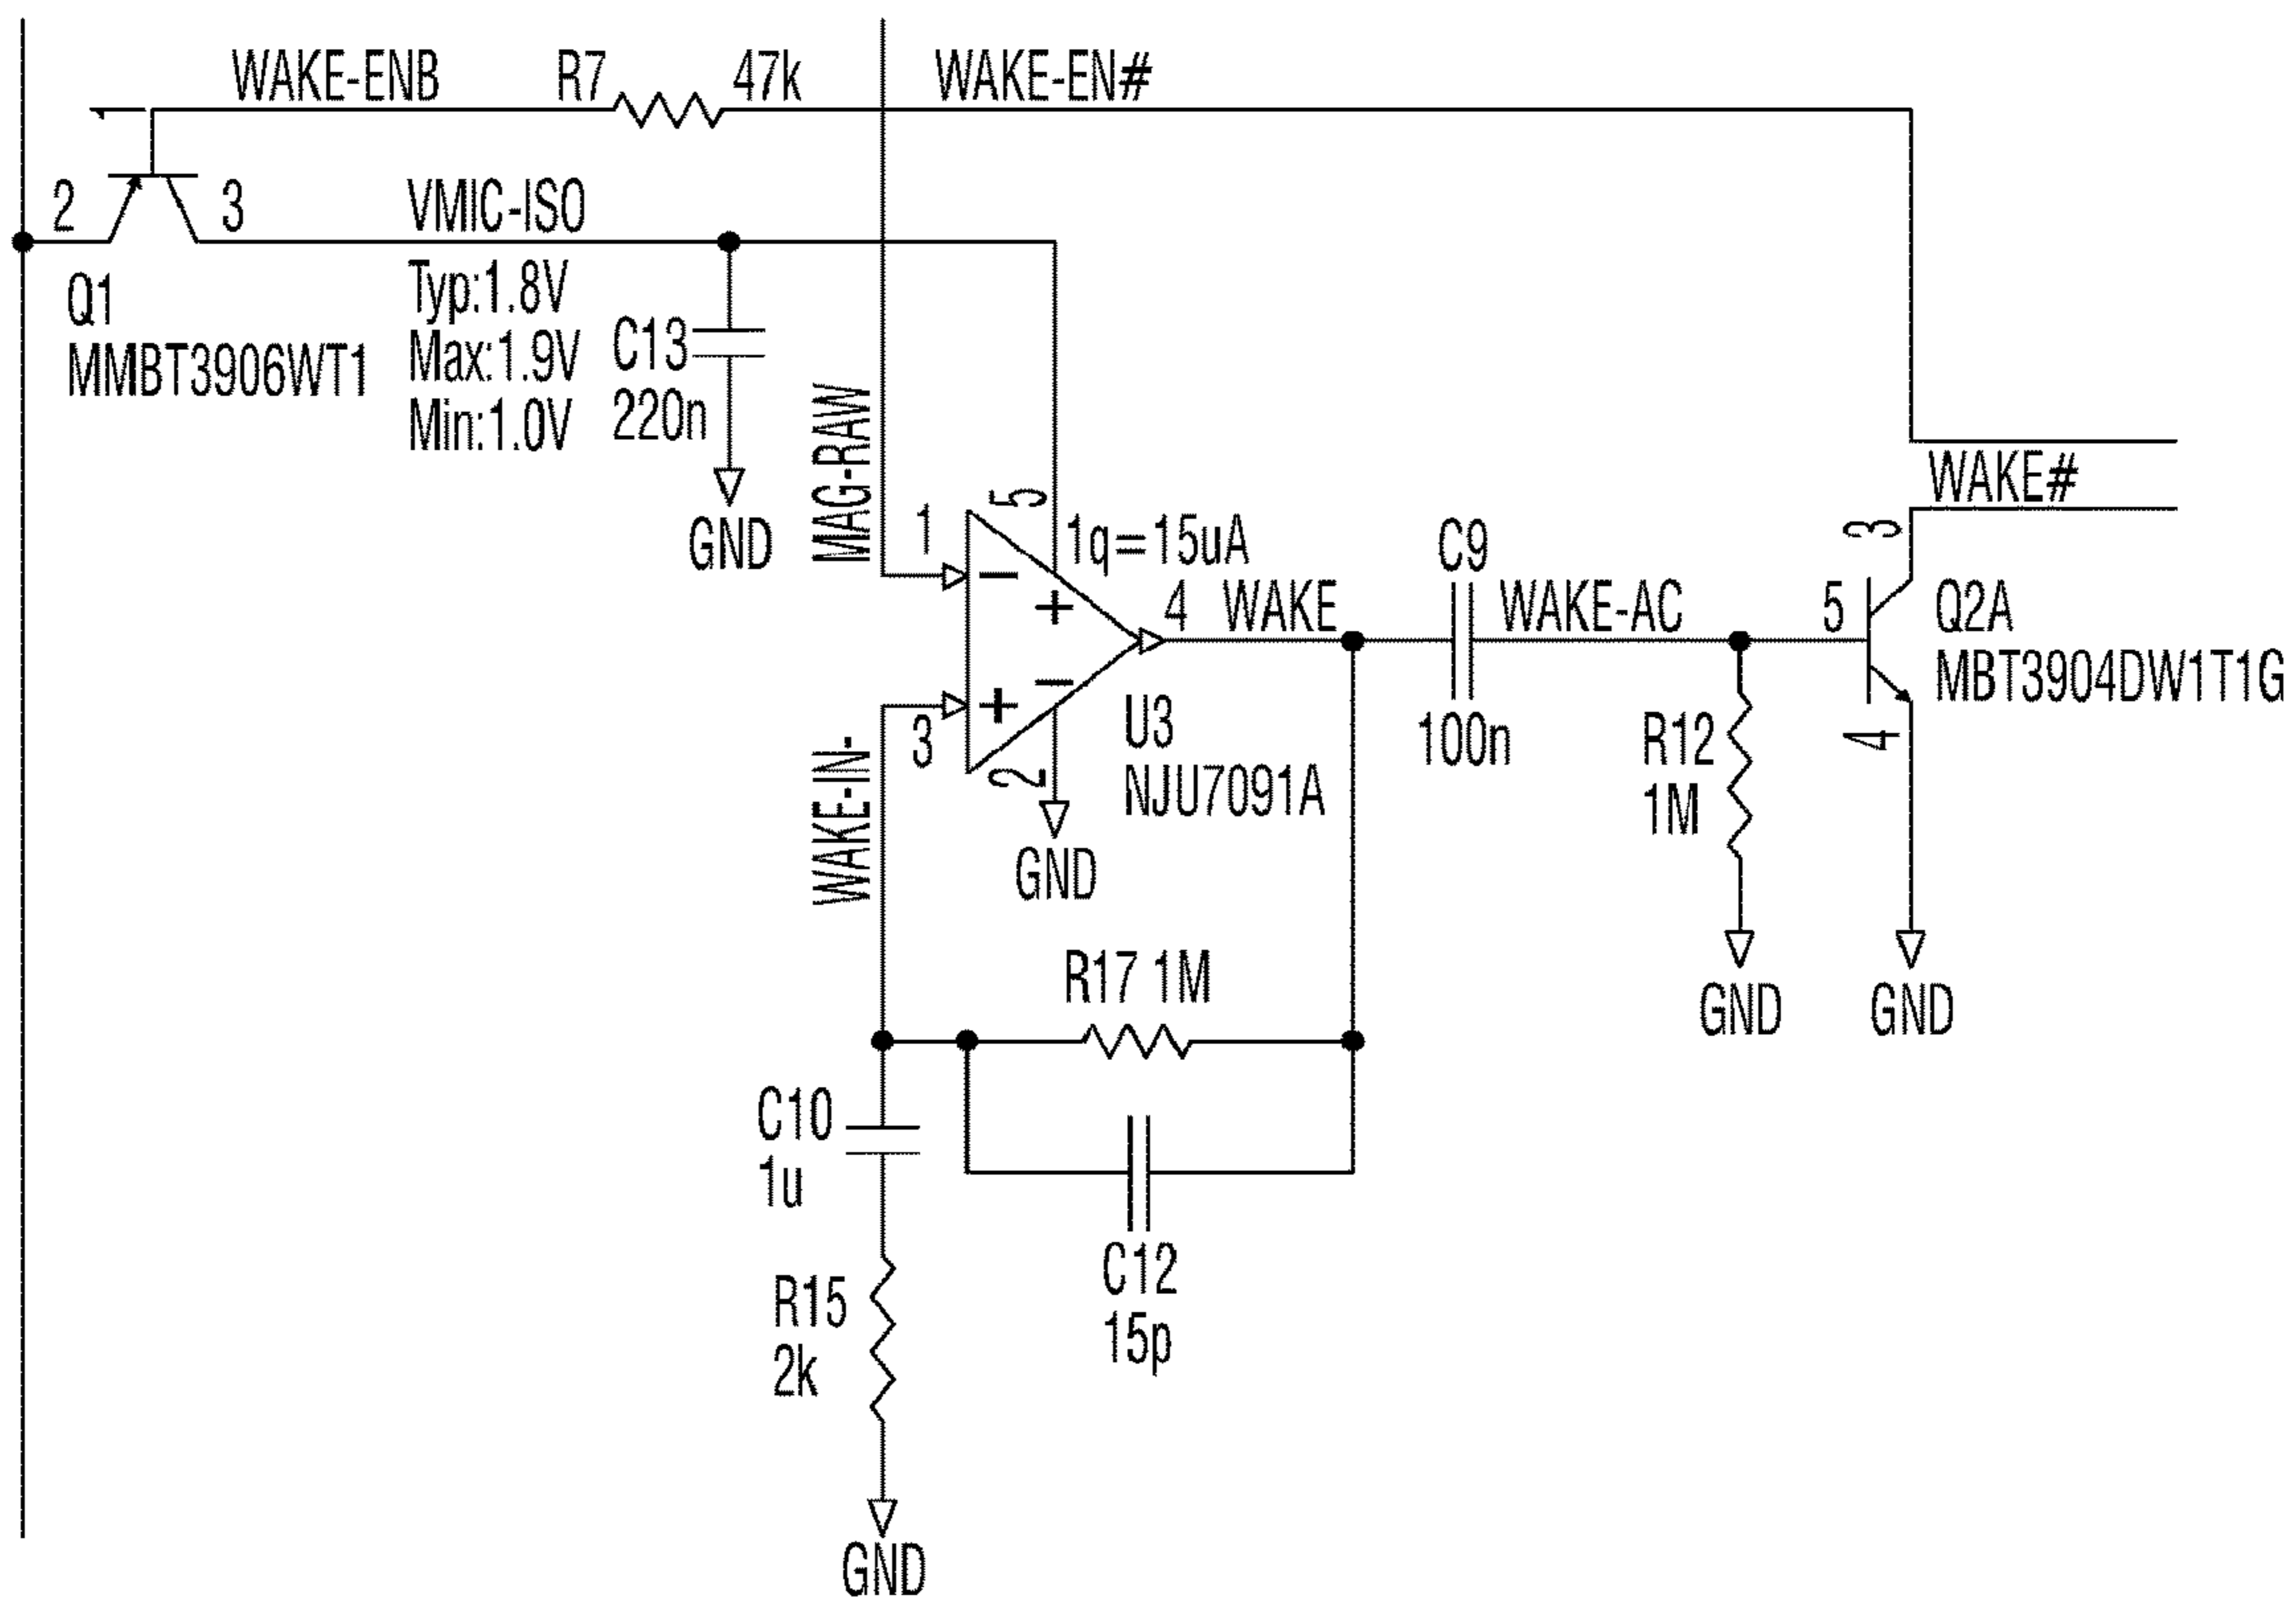 WAKE-ENB
R7
47k
WAKE-EN#
2
3
VMIC-ISO
Typ:1.8V
Max:1.9V
Min:1.0V
Q1
MMBT3906WT1
C13
220n
GND
MAG-RAW
1
5
1q=15uA
4
WAKE
C9
100n
WAKE-AC
WAKE#
3
5
Q2A
MBT3904DW1T1G
4
R12
1M
GND
GND
−
+
−
+
3
2
U3
NJU7091A
GND
WAKE-IN-
R17 1M
C10
1u
C12
15p
R15
2k
GND